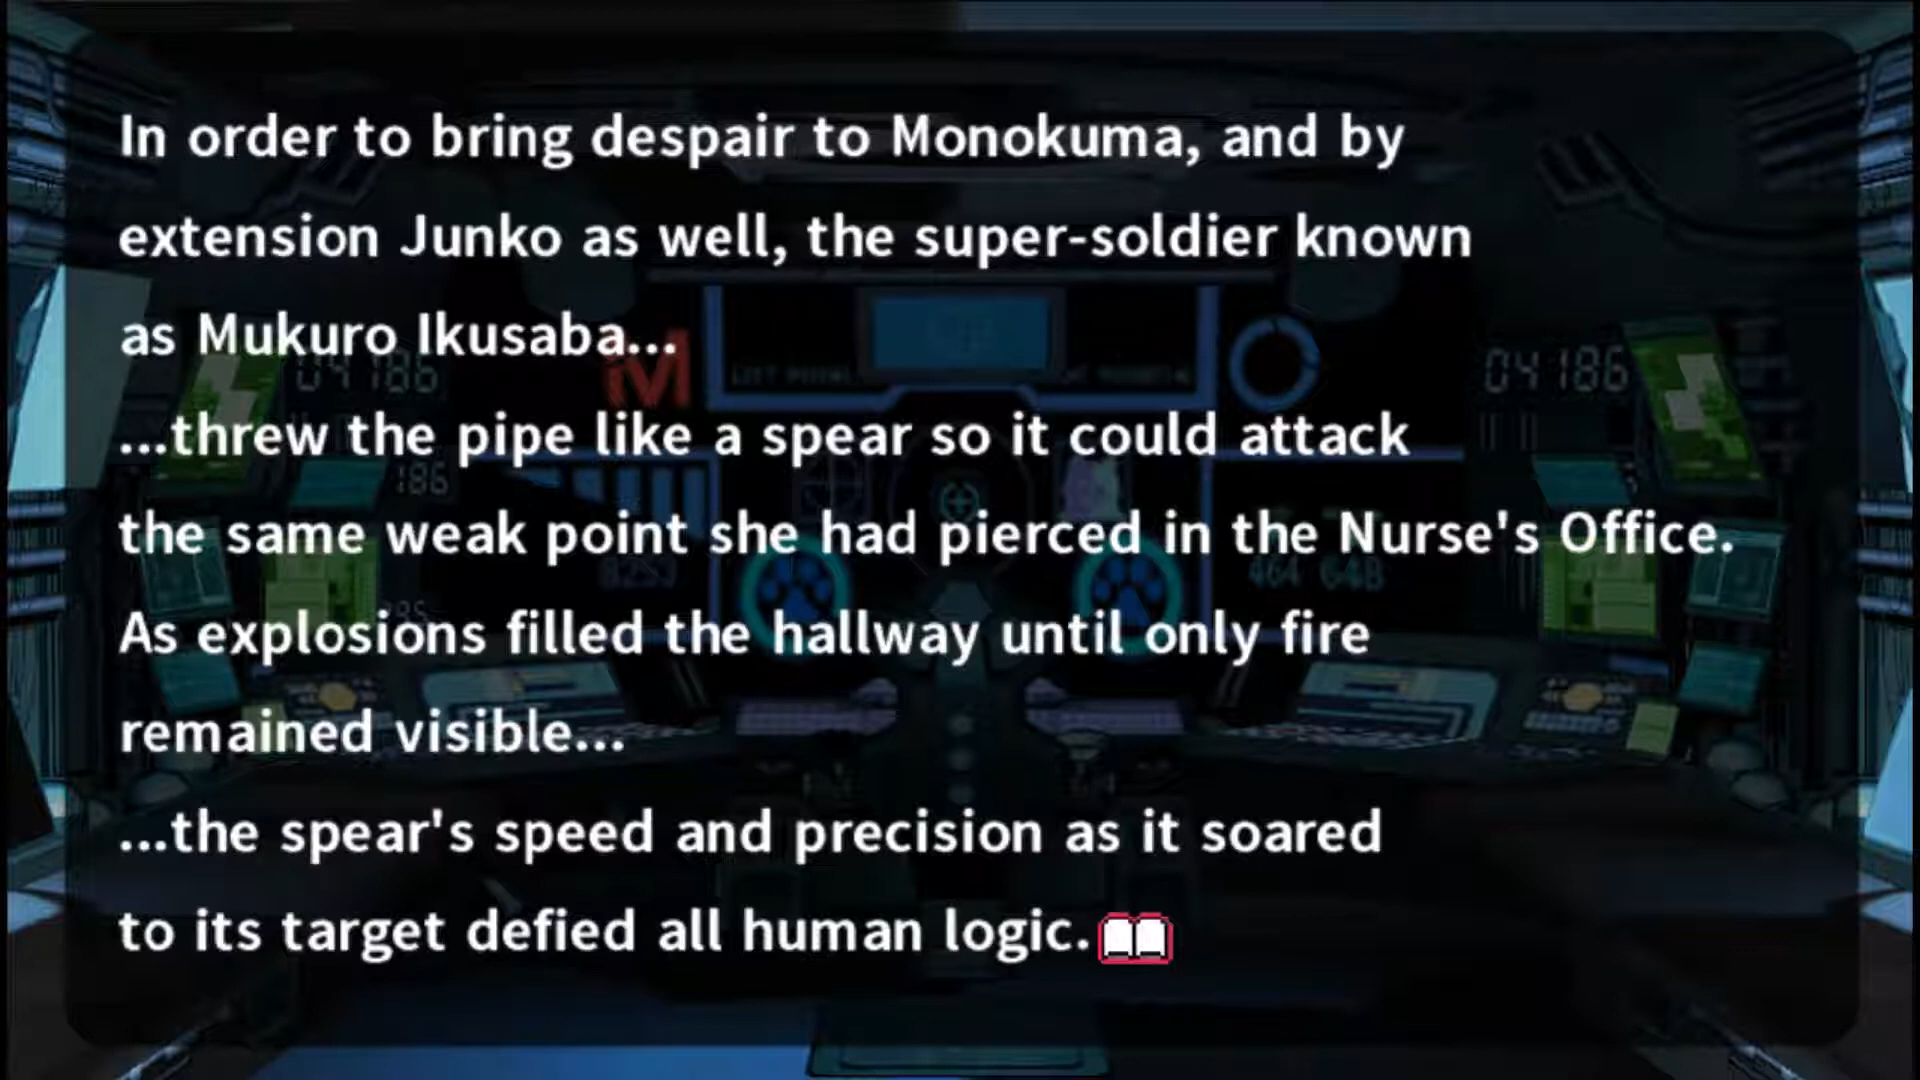 In order to bring despair to Monokuma, and by
extension Junko as well, the super-soldier known
as Mukuro Ikusaba...
04186
M
04186
...threw the pipe like a spear so it could attack
186
the same weak point she had pierced in the Nurse's Office.
As explosions filled the hallway until only fire
remained visible...
...the spear's speed and precision as it soared
to its target defied all human logic.